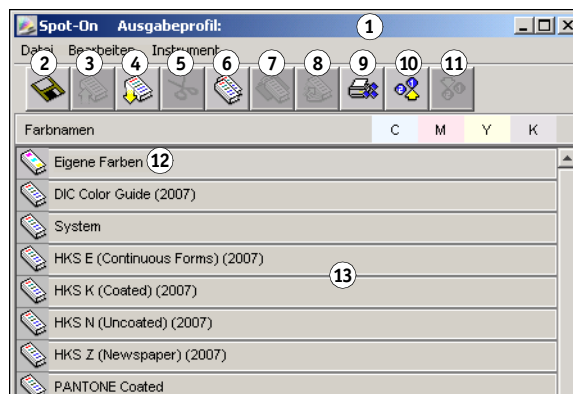 Spot-On Ausgabeprofil: 1
Datei Bearbeiten Instrument
2 3 4 5 6 7 8 9 10 11
Farbnamen C M Y K
Eigene Farben 12
DIC Color Guide (2007)
System
HKS E (Continuous Forms) (2007)
13
HKS K (Coated) (2007)
HKS N (Uncoated) (2007)
HKS Z (Newspaper) (2007)
PANTONE Coated